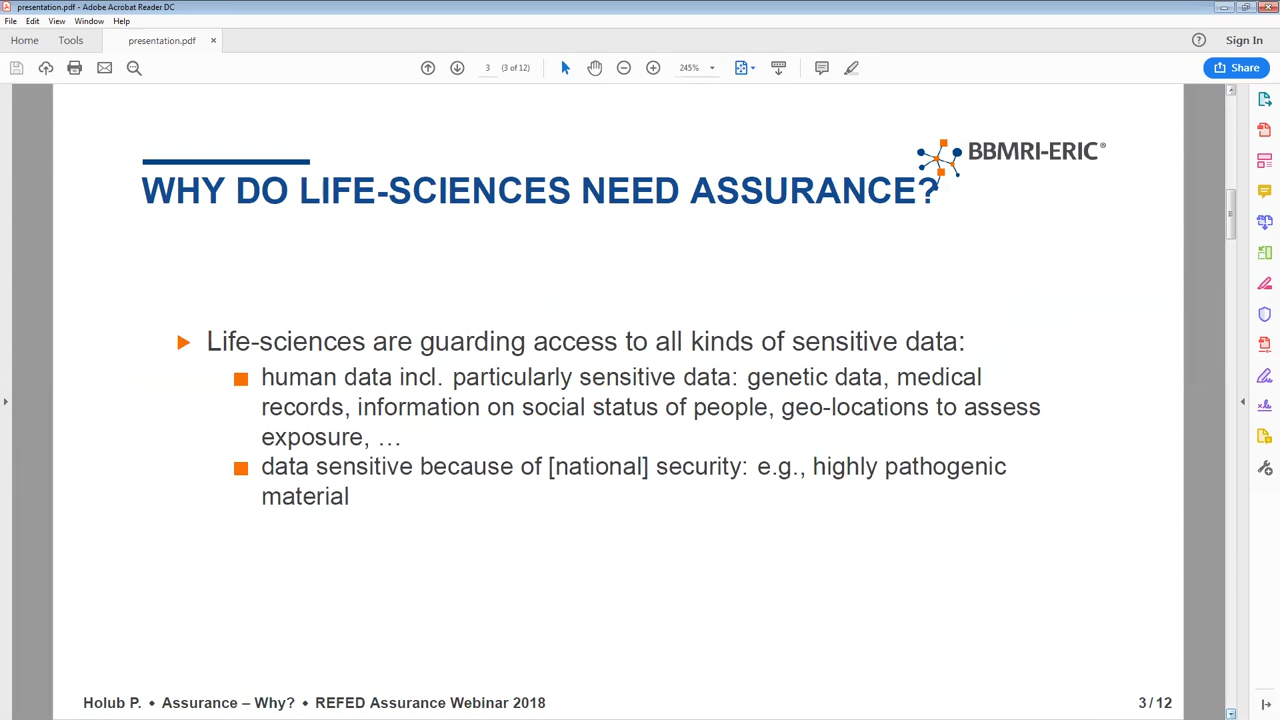 presentation.pdf - Adobe Acrobat Reader DC
File Edit View Window Help
Home Tools presentation.pdf × Sign In
3 (3 of 12) 245% Share
BBMRI-ERIC®
WHY DO LIFE-SCIENCES NEED ASSURANCE?
Life-sciences are guarding access to all kinds of sensitive data:
human data incl. particularly sensitive data: genetic data, medical
records, information on social status of people, geo-locations to assess
exposure, …
data sensitive because of [national] security: e.g., highly pathogenic
material
Holub P. • Assurance – Why? • REFED Assurance Webinar 2018 3 / 12